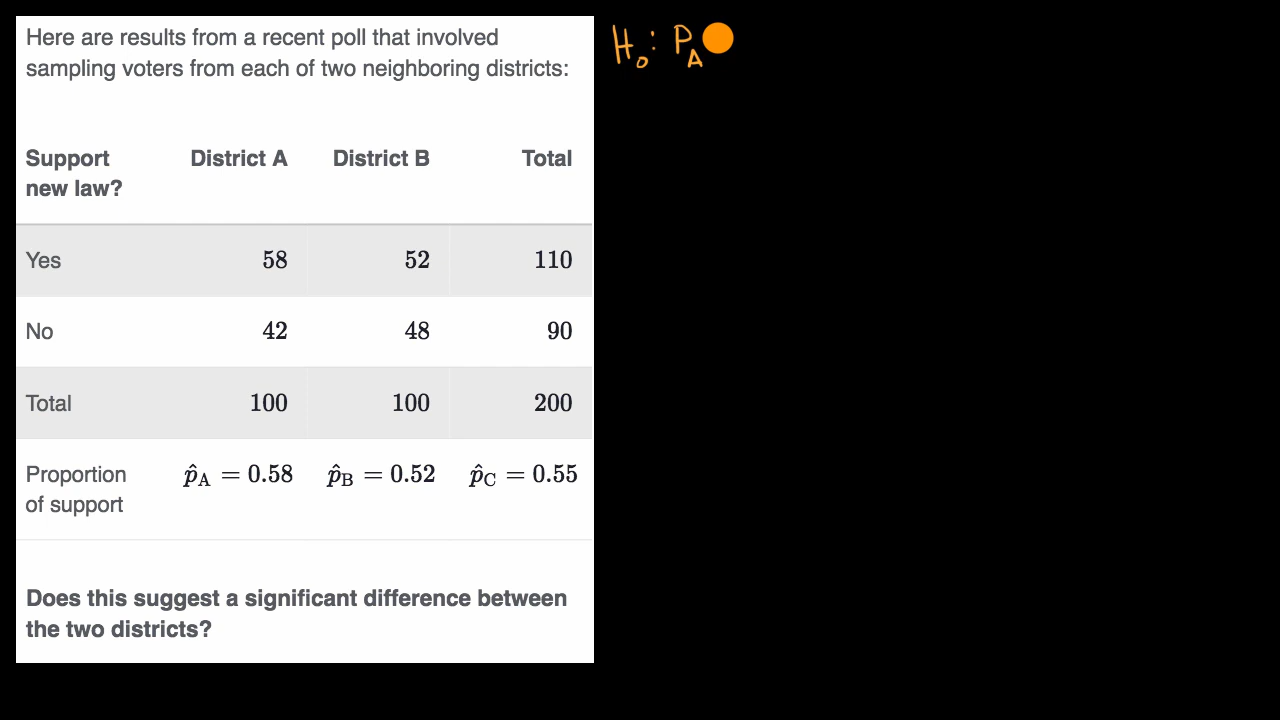 Here are results from a recent poll that involved
sampling voters from each of two neighboring districts:
Support new law? District A District B Total
Yes 58 52 110
No 42 48 90
Total 100 100 200
Proportion of support p̂A = 0.58 p̂B = 0.52 p̂C = 0.55
Does this suggest a significant difference between
the two districts?
H₀: P_A